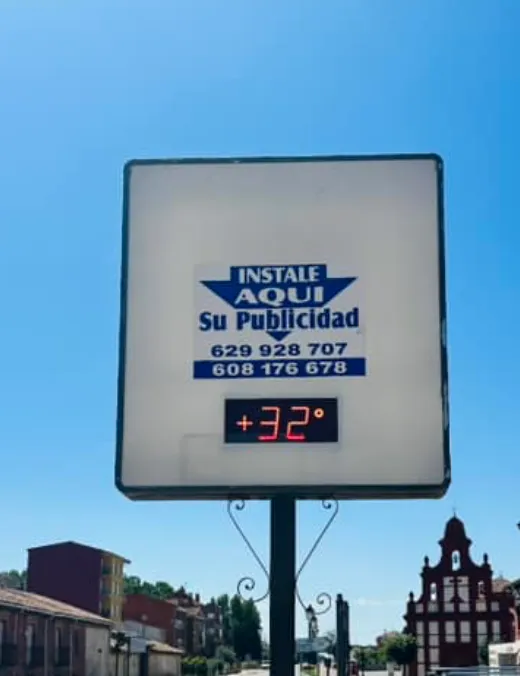 INSTALE
AQUI
Su Publicidad
629 928 707
608 176 678
+32°